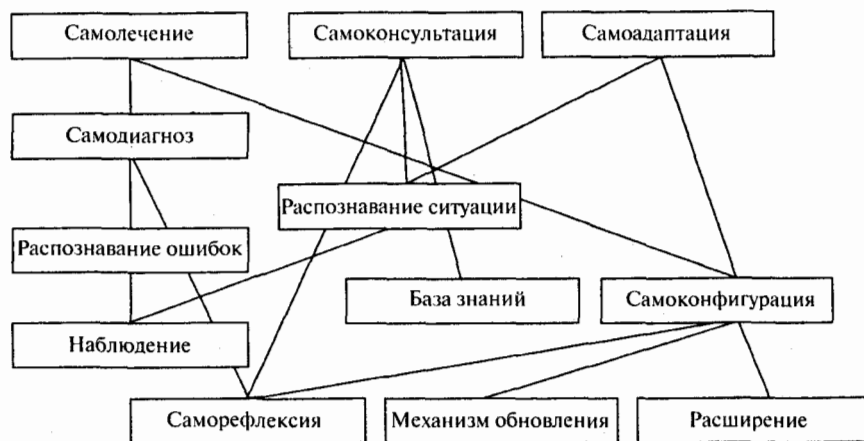 Самолечение
Самоконсультация
Самоадаптация
Самодиагноз
Распознавание ситуации
Распознавание ошибок
База знаний
Самоконфигурация
Наблюдение
Саморефлексия
Механизм обновления
Расширение